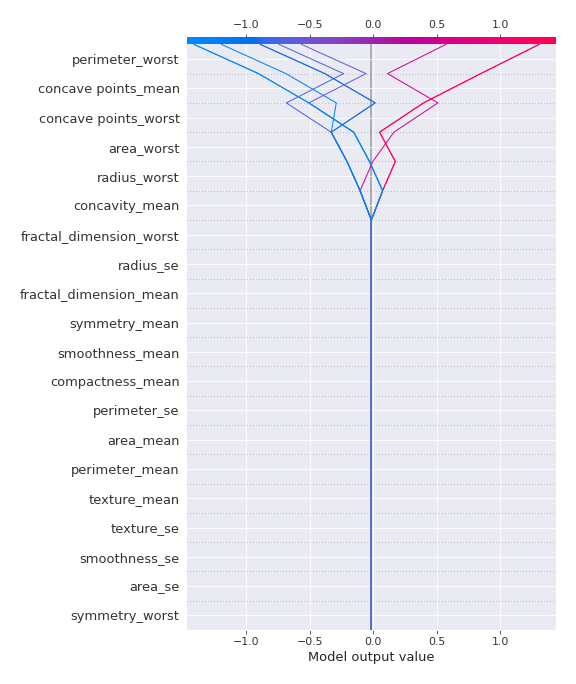 −1.0 −0.5 0.0 0.5 1.0
perimeter_worst
concave points_mean
concave points_worst
area_worst
radius_worst
concavity_mean
fractal_dimension_worst
radius_se
fractal_dimension_mean
symmetry_mean
smoothness_mean
compactness_mean
perimeter_se
area_mean
perimeter_mean
texture_mean
texture_se
smoothness_se
area_se
symmetry_worst
−1.0 −0.5 0.0 0.5 1.0
Model output value